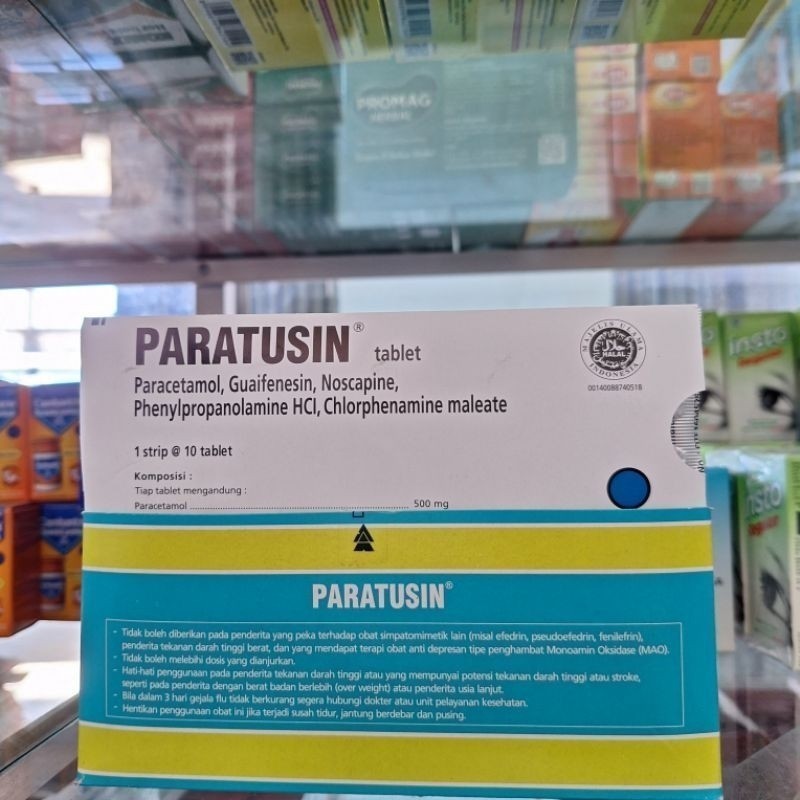 PROMAG
HERBAL
PARATUSIN® tablet
Paracetamol, Guaifenesin, Noscapine,
Phenylpropanolamine HCl, Chlorphenamine maleate
1 strip @ 10 tablet
Komposisi :
Tiap tablet mengandung :
Paracetamol ........................................ 500 mg
MAJELIS ULAMA
HALAL
INDONESIA
00140088740518
PARATUSIN®
- Tidak boleh diberikan pada penderita yang peka terhadap obat simpatomimetik lain (misal efedrin, pseudoefedrin, fenilefrin),
penderita tekanan darah tinggi berat, dan yang mendapat terapi obat anti depresan tipe penghambat Monoamin Oksidase (MAO).
- Tidak boleh melebihi dosis yang dianjurkan.
- Hati-hati penggunaan pada penderita tekanan darah tinggi atau yang mempunyai potensi tekanan darah tinggi atau stroke,
seperti pada penderita dengan berat badan berlebih (over weight) atau penderita usia lanjut.
- Bila dalam 3 hari gejala flu tidak berkurang segera hubungi dokter atau unit pelayanan kesehatan.
- Hentikan penggunaan obat ini jika terjadi susah tidur, jantung berdebar dan pusing.
Insto